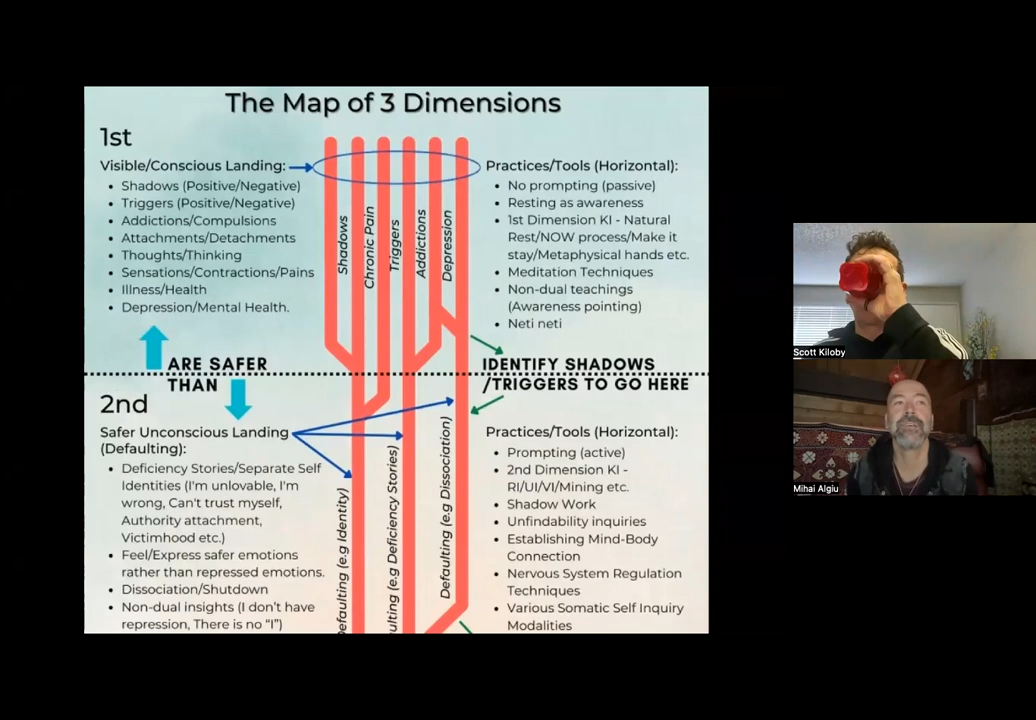 The Map of 3 Dimensions
1st
Visible/Conscious Landing:
• Shadows (Positive/Negative)
• Triggers (Positive/Negative)
• Addictions/Compulsions
• Attachments/Detachments
• Thoughts/Thinking
• Sensations/Contractions/Pains
• Illness/Health
• Depression/Mental Health.
Shadows
Chronic Pain
Triggers
Addictions
Depression
Practices/Tools (Horizontal):
• No prompting (passive)
• Resting as awareness
• 1st Dimension KI - Natural
Rest/NOW process/Make it
stay/Metaphysical hands etc.
• Meditation Techniques
• Non-dual teachings
(Awareness pointing)
• Neti neti
ARE SAFER
THAN
IDENTIFY SHADOWS
/TRIGGERS TO GO HERE
2nd
Safer Unconscious Landing
(Defaulting):
• Deficiency Stories/Separate Self
Identities (I'm unlovable, I'm
wrong, Can't trust myself,
Authority attachment,
Victimhood etc.)
• Feel/Express safer emotions
rather than repressed emotions.
• Dissociation/Shutdown
• Non-dual insights (I don't have
repression, There is no "I")
Defaulting (e.g Identity)
ulting (e.g Deficiency Stories)
Defaulting (e.g Dissociation)
Practices/Tools (Horizontal):
• Prompting (active)
• 2nd Dimension KI -
RI/UI/VI/Mining etc.
• Shadow Work
• Unfindability inquiries
• Establishing Mind-Body
Connection
• Nervous System Regulation
Techniques
• Various Somatic Self Inquiry
Modalities
Scott Kiloby
Mihai Algiu